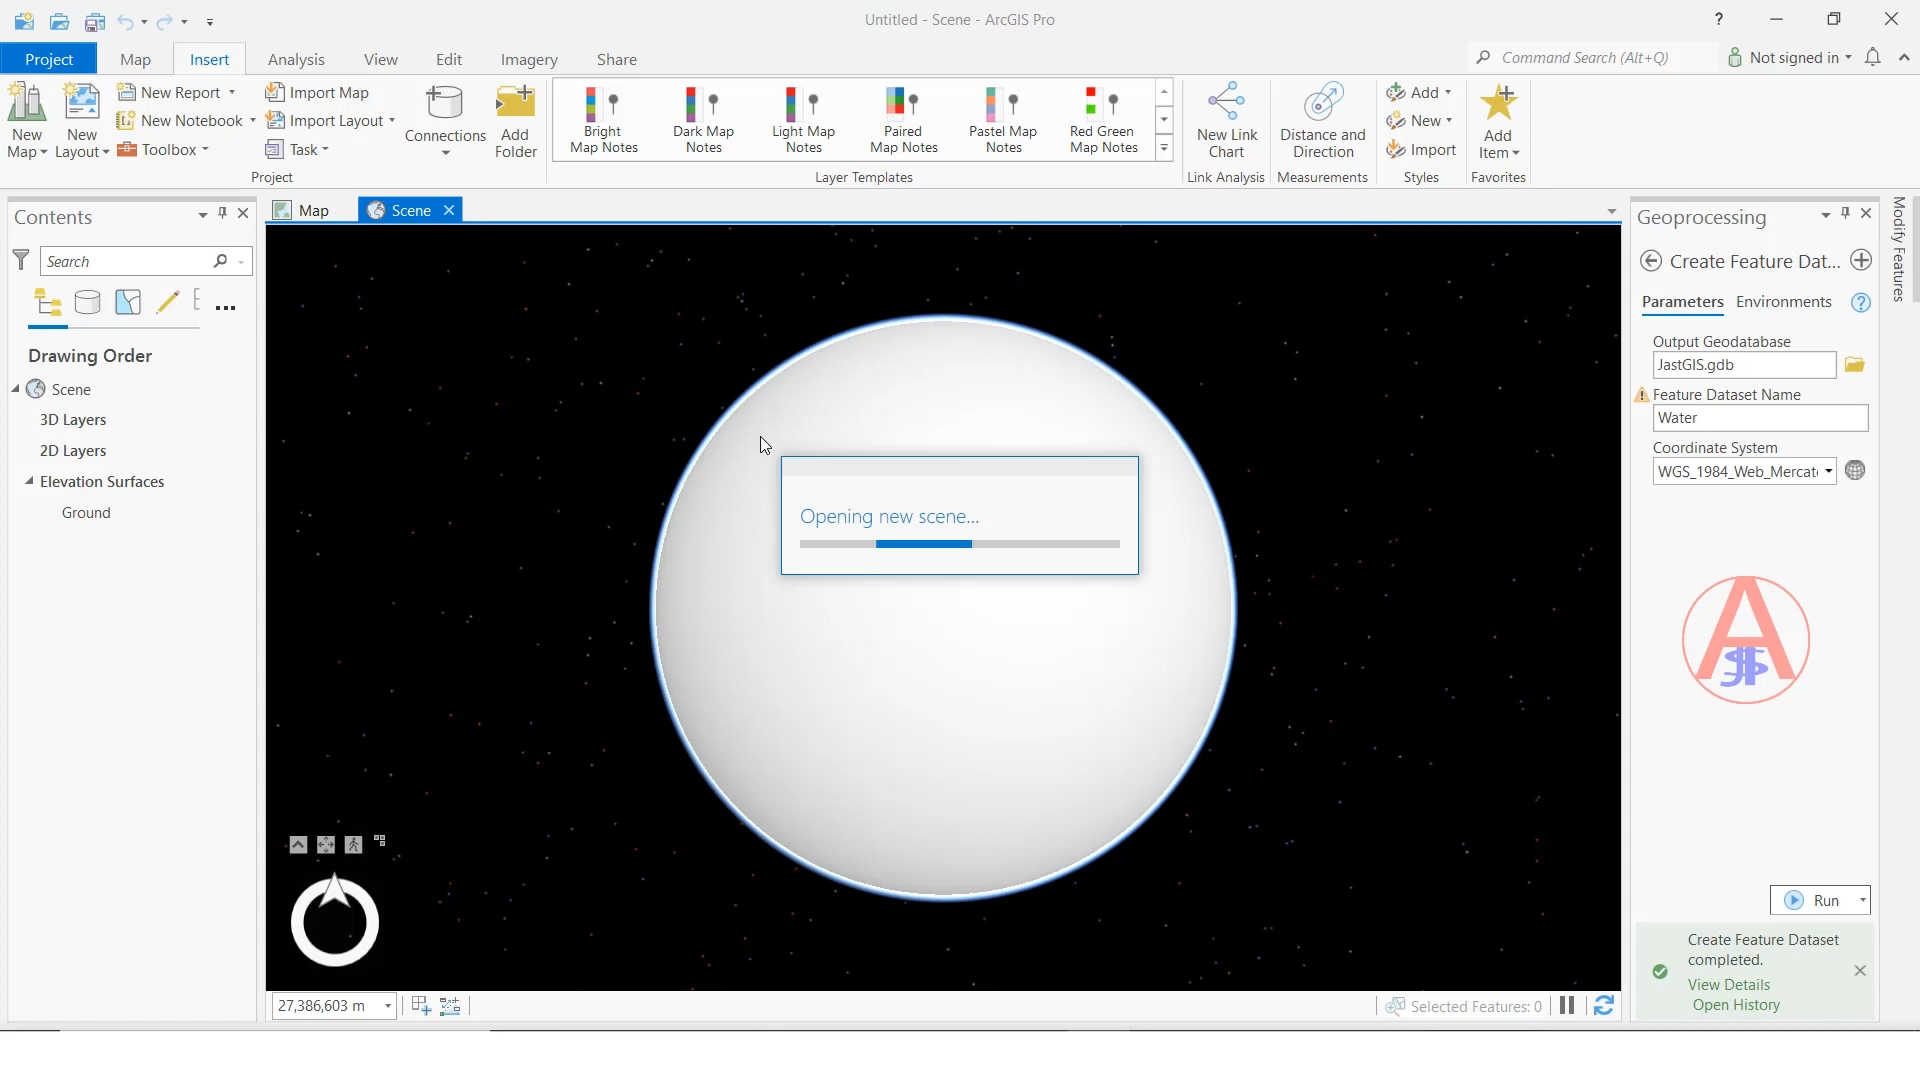 Untitled - Scene - ArcGIS Pro
?
Project
Map
Insert
Analysis
View
Edit
Imagery
Share
Command Search (Alt+Q)
Not signed in
New Map
New Layout
New Report
New Notebook
Toolbox
Import Map
Import Layout
Task
Connections
Add Folder
Project
Bright Map Notes
Dark Map Notes
Light Map Notes
Paired Map Notes
Pastel Map Notes
Red Green Map Notes
Layer Templates
New Link Chart
Link Analysis
Distance and Direction
Measurements
Add
New
Import
Styles
Add Item
Favorites
Contents
Search
Drawing Order
Scene
3D Layers
2D Layers
Elevation Surfaces
Ground
Map
Scene
Opening new scene...
27,386,603 m
Selected Features: 0
Geoprocessing
Create Feature Dat...
Parameters
Environments
?
Output Geodatabase
JastGIS.gdb
Feature Dataset Name
Water
Coordinate System
WGS_1984_Web_Mercat
Run
Create Feature Dataset
completed.
View Details
Open History
Modify Features